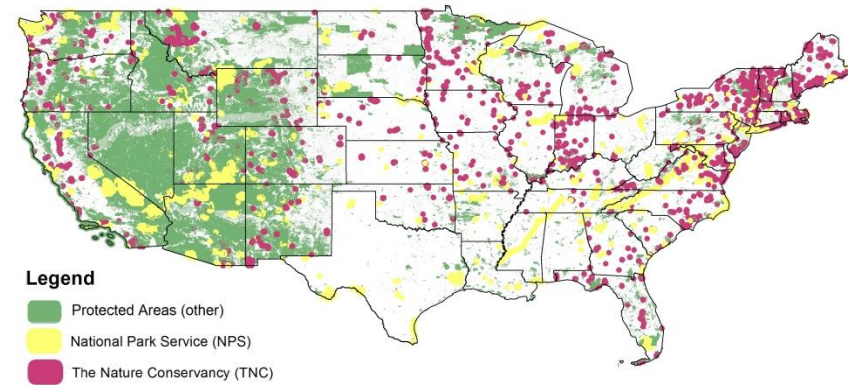 Legend
Protected Areas (other)
National Park Service (NPS)
The Nature Conservancy (TNC)